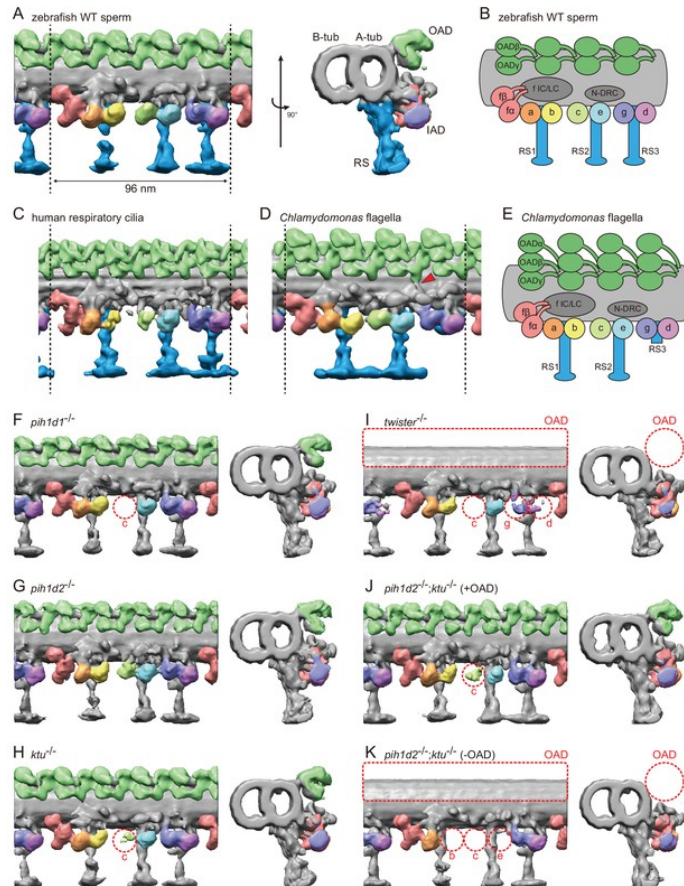 A zebrafish WT sperm
B-tub A-tub OAD
90°
IAD
RS
96 nm
B zebrafish WT sperm
OADβ
OADγ
f IC/LC N-DRC
fβ
fα a b c e g d
RS1 RS2 RS3
C human respiratory cilia
D Chlamydomonas flagella
E Chlamydomonas flagella
OADα
OADβ
OADγ
f IC/LC N-DRC
fβ
fα a b c e g d
RS3
RS1 RS2
F pih1d1-/-
c
G pih1d2-/-
H ktu-/-
c
I twister-/- OAD OAD
c g d
J pih1d2-/-;ktu-/- (+OAD)
c
K pih1d2-/-;ktu-/- (-OAD) OAD OAD
b c e